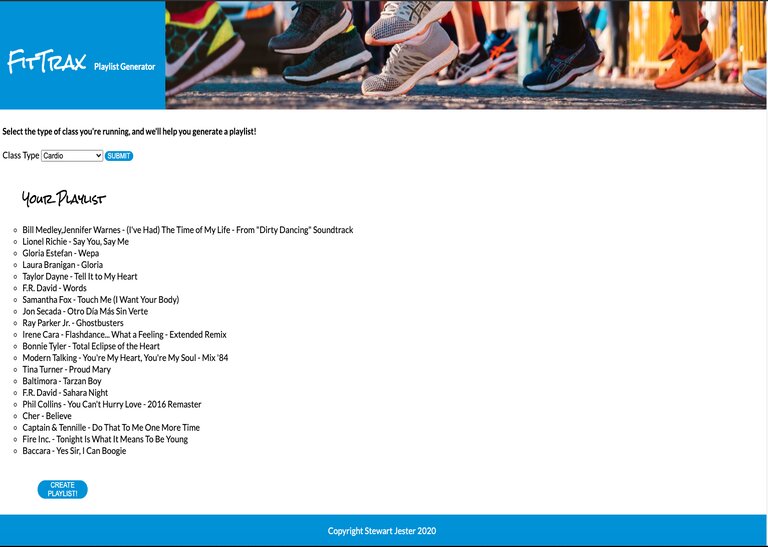 FitTrax Playlist Generator
Select the type of class you're running, and we'll help you generate a playlist!
Class Type Cardio SUBMIT
Your Playlist
Bill Medley,Jennifer Warnes - (I've Had) The Time of My Life - From "Dirty Dancing" Soundtrack
Lionel Richie - Say You, Say Me
Gloria Estefan - Wepa
Laura Branigan - Gloria
Taylor Dayne - Tell It to My Heart
F.R. David - Words
Samantha Fox - Touch Me (I Want Your Body)
Jon Secada - Otro Día Más Sin Verte
Ray Parker Jr. - Ghostbusters
Irene Cara - Flashdance... What a Feeling - Extended Remix
Bonnie Tyler - Total Eclipse of the Heart
Modern Talking - You're My Heart, You're My Soul - Mix '84
Tina Turner - Proud Mary
Baltimora - Tarzan Boy
F.R. David - Sahara Night
Phil Collins - You Can't Hurry Love - 2016 Remaster
Cher - Believe
Captain & Tennille - Do That To Me One More Time
Fire Inc. - Tonight Is What It Means To Be Young
Baccara - Yes Sir, I Can Boogie
CREATE
PLAYLIST!
Copyright Stewart Jester 2020